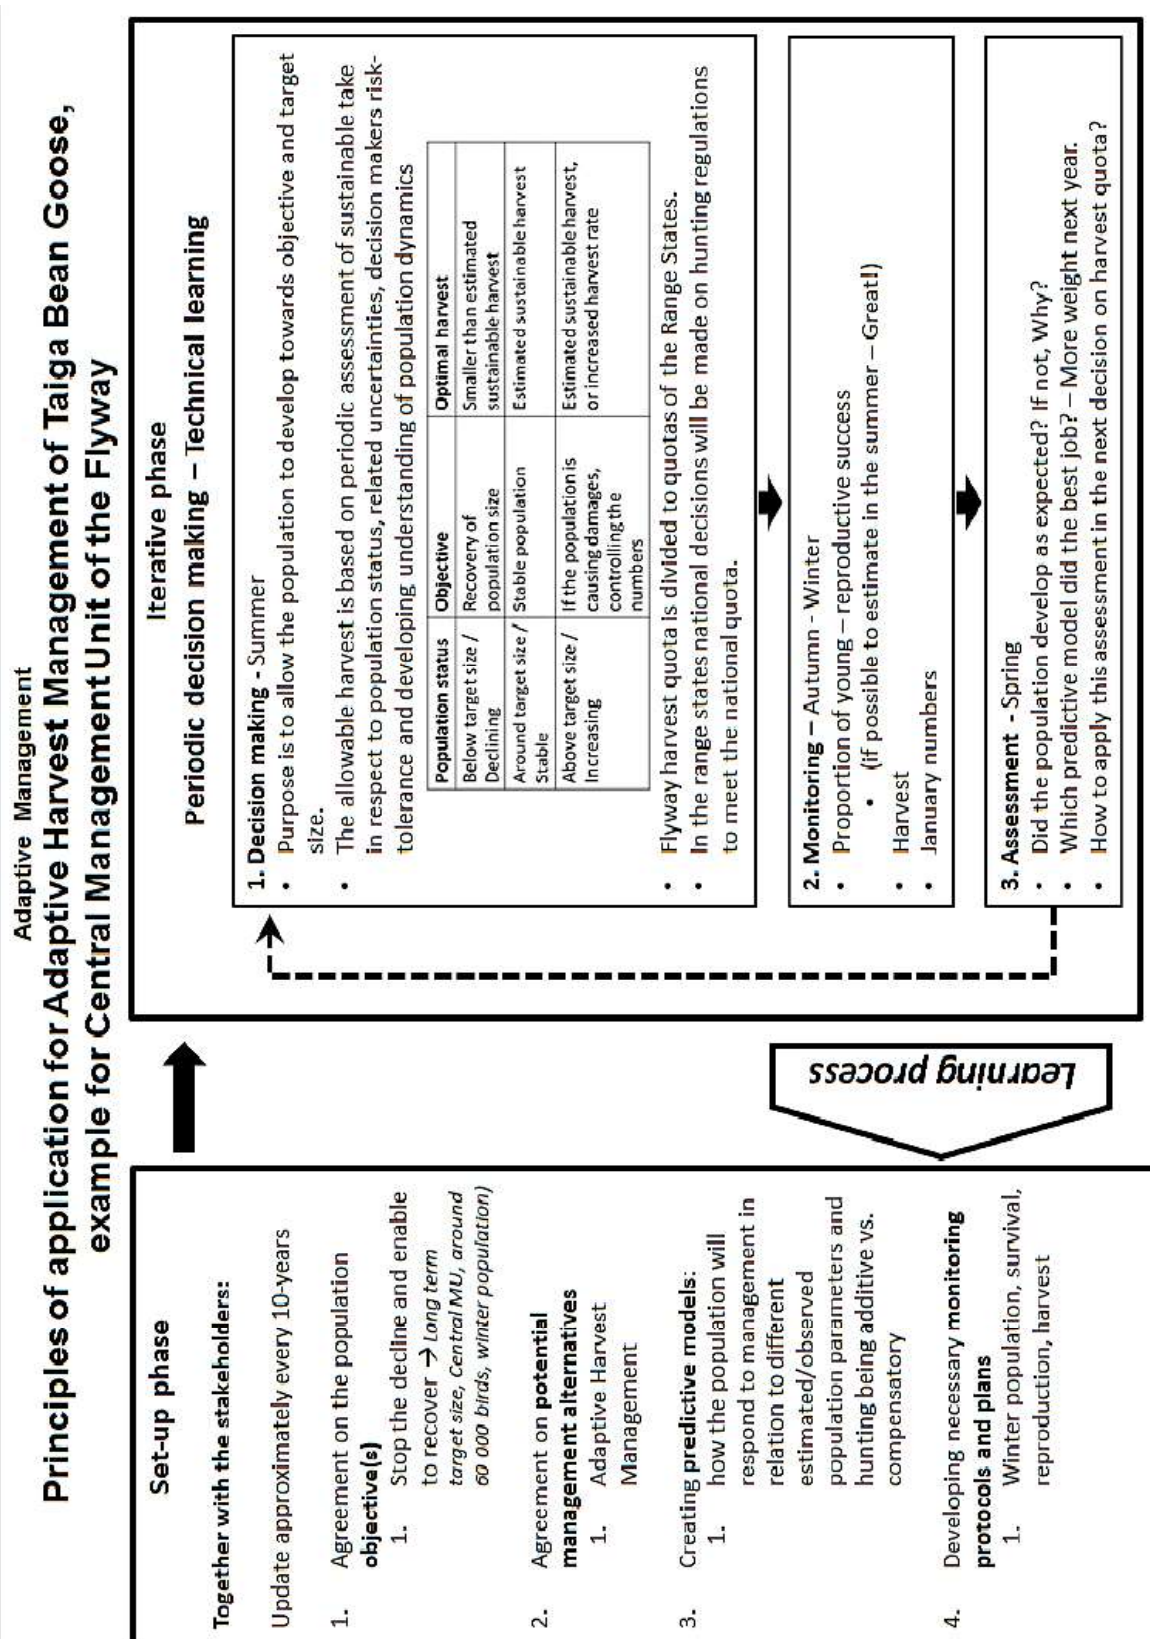 Adaptive Management
Principles of application for Adaptive Harvest Management of Taiga Bean Goose,
example for Central Management Unit of the Flyway
Set-up phase
Together with the stakeholders:
Update approximately every 10-years
1. Agreement on the population
objective(s)
1. Stop the decline and enable
to recover → Long term
target size, Central MU, around
60 000 birds, winter population)
2. Agreement on potential
management alternatives
1. Adaptive Harvest
Management
3. Creating predictive models:
1. how the population will
respond to management in
relation to different
estimated/observed
population parameters and
hunting being additive vs.
compensatory
4. Developing necessary monitoring
protocols and plans
1. Winter population, survival,
reproduction, harvest
Learning process
Iterative phase
Periodic decision making – Technical learning
1. Decision making - Summer
• Purpose is to allow the population to develop towards objective and target
size.
• The allowable harvest is based on periodic assessment of sustainable take
in respect to population status, related uncertainties, decision makers risk-
tolerance and developing understanding of population dynamics
Population status Objective Optimal harvest
Below target size / Recovery of Smaller than estimated
Declining population size sustainable harvest
Around target size / Stable population Estimated sustainable harvest
Stable
Above target size / If the population is Estimated sustainable harvest,
Increasing causing damages, or increased harvest rate
controlling the
numbers
• Flyway harvest quota is divided to quotas of the Range States.
• In the range states national decisions will be made on hunting regulations
to meet the national quota.
2. Monitoring – Autumn - Winter
• Proportion of young – reproductive success
• (if possible to estimate in the summer – Great!)
• Harvest
• January numbers
3. Assessment - Spring
• Did the population develop as expected? If not, Why?
• Which predictive model did the best job? – More weight next year.
• How to apply this assessment in the next decision on harvest quota?